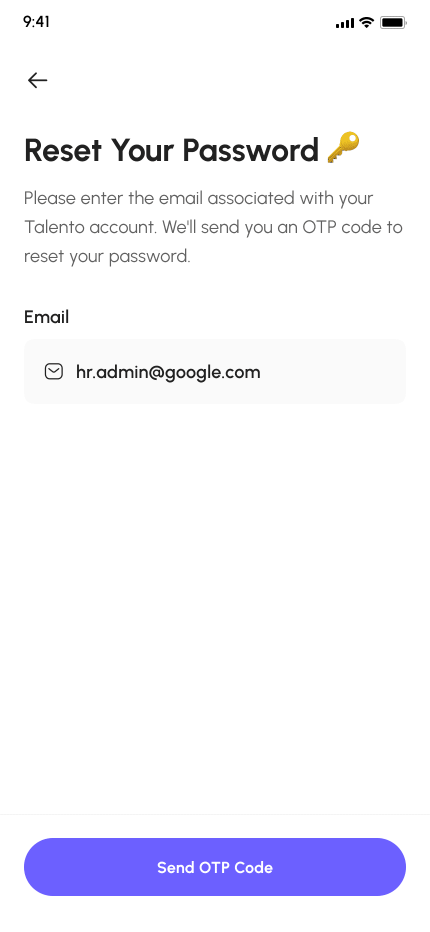 9:41
Reset Your Password 🔑
Please enter the email associated with your
Talento account. We'll send you an OTP code to
reset your password.
Email
hr.admin@google.com
Send OTP Code